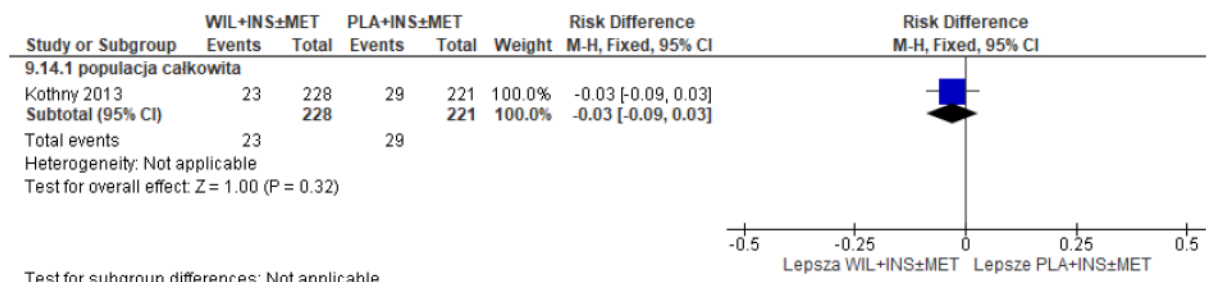 WIL+INS±MET PLA+INS±MET Risk Difference Risk Difference
Study or Subgroup Events Total Events Total Weight M-H, Fixed, 95% CI M-H, Fixed, 95% CI
9.14.1 populacja całkowita
Kothny 2013 23 228 29 221 100.0% -0.03 [-0.09, 0.03]
Subtotal (95% CI) 228 221 100.0% -0.03 [-0.09, 0.03]
Total events 23 29
Heterogeneity: Not applicable
Test for overall effect: Z = 1.00 (P = 0.32)
-0.5 -0.25 0 0.25 0.5
Lepsza WIL+INS±MET Lepsze PLA+INS±MET
Test for subgroup differences: Not applicable